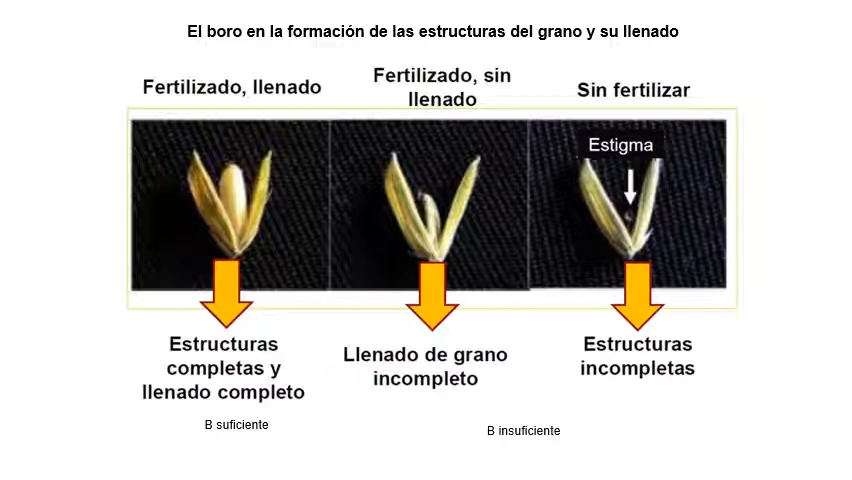 El boro en la formación de las estructuras del grano y su llenado
Fertilizado, llenado
Fertilizado, sin
llenado
Sin fertilizar
Estigma
Estructuras
completas y
llenado completo
Llenado de grano
incompleto
Estructuras
incompletas
B suficiente
B insuficiente